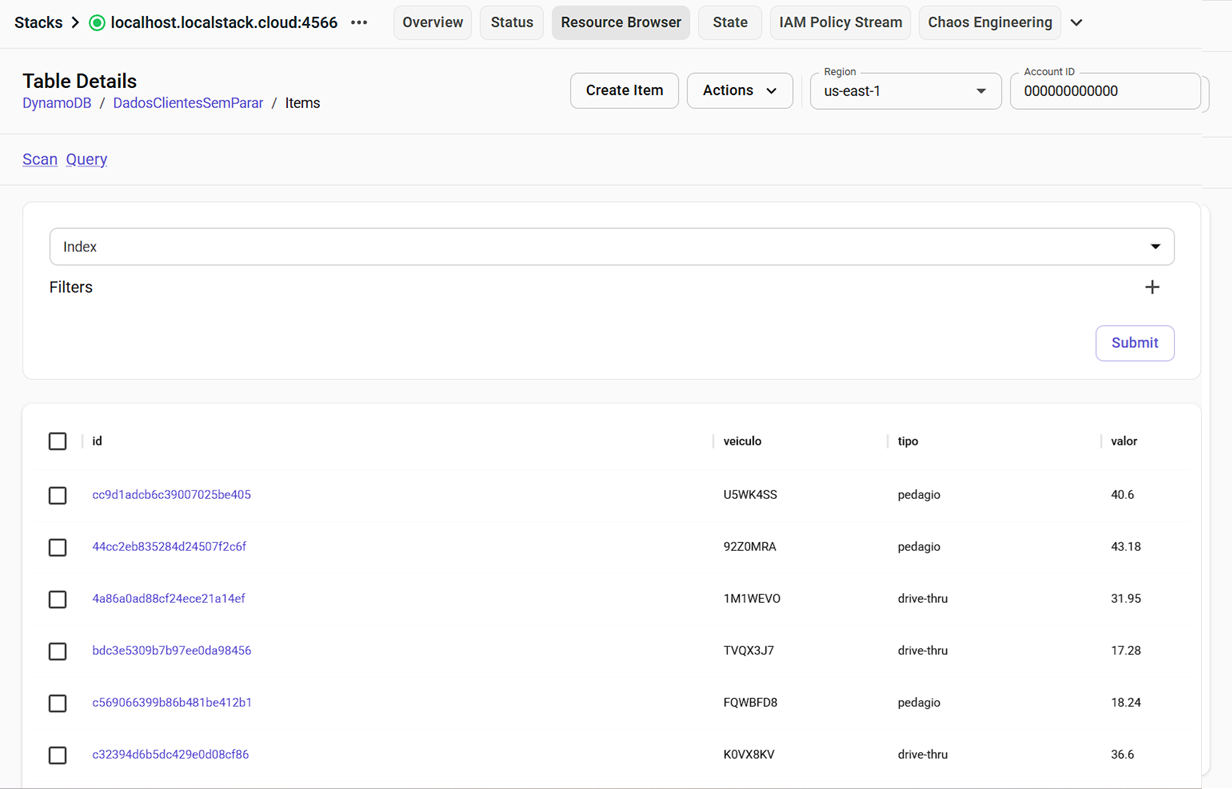 Stacks > localhost.localstack.cloud:4566 ••• Overview Status Resource Browser State IAM Policy Stream Chaos Engineering
Table Details
DynamoDB / DadosClientesSemParar / Items
Create Item Actions
Region
us-east-1
Account ID
000000000000
Scan Query
Index
Filters +
Submit
id veiculo tipo valor
cc9d1adcb6c39007025be405 U5WK4SS pedagio 40.6
44cc2eb835284d24507f2c6f 92Z0MRA pedagio 43.18
4a86a0ad88cf24ece21a14ef 1M1WEVO drive-thru 31.95
bdc3e5309b7b97ee0da98456 TVQX3J7 drive-thru 17.28
c569066399b86b481be412b1 FQWBFD8 pedagio 18.24
c32394d6b5dc429e0d08cf86 K0VX8KV drive-thru 36.6